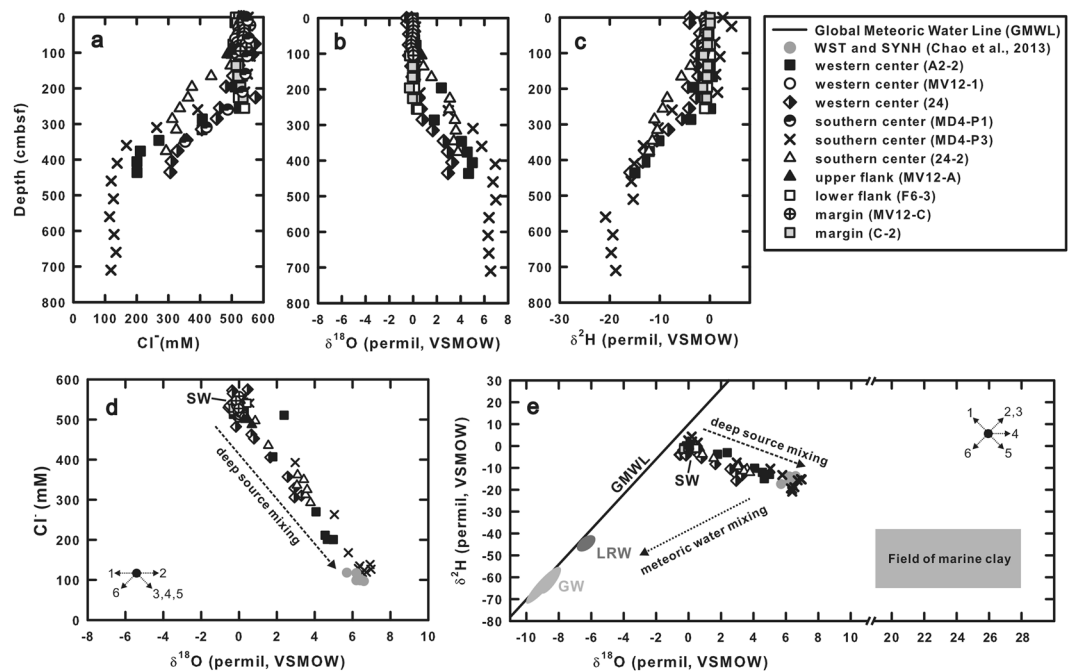 a
0
100
200
300
400
500
600
700
800
Depth (cmbsf)
0 100 200 300 400 500 600
Cl⁻(mM)
b
-8 -6 -4 -2 0 2 4 6 8
δ¹⁸O (permil, VSMOW)
c
-30 -20 -10 0
δ²H (permil, VSMOW)
Global Meteoric Water Line (GMWL)
WST and SYNH (Chao et al., 2013)
western center (A2-2)
western center (MV12-1)
western center (24)
southern center (MD4-P1)
southern center (MD4-P3)
southern center (24-2)
upper flank (MV12-A)
lower flank (F6-3)
margin (MV12-C)
margin (C-2)
d
600
500
400
300
200
100
0
Cl⁻ (mM)
SW
deep source mixing
1 2
6 3,4,5
-8 -6 -4 -2 0 2 4 6 8 10
δ¹⁸O (permil, VSMOW)
e
30
20
10
0
-10
-20
-30
-40
-50
-60
-70
-80
δ²H (permil, VSMOW)
GMWL
SW
deep source mixing
meteoric water mixing
LRW
GW
1 2,3
4
6 5
Field of marine clay
-10 -8 -6 -4 -2 0 2 4 6 8 10 20 22 24 26 28 30
δ¹⁸O (permil, VSMOW)